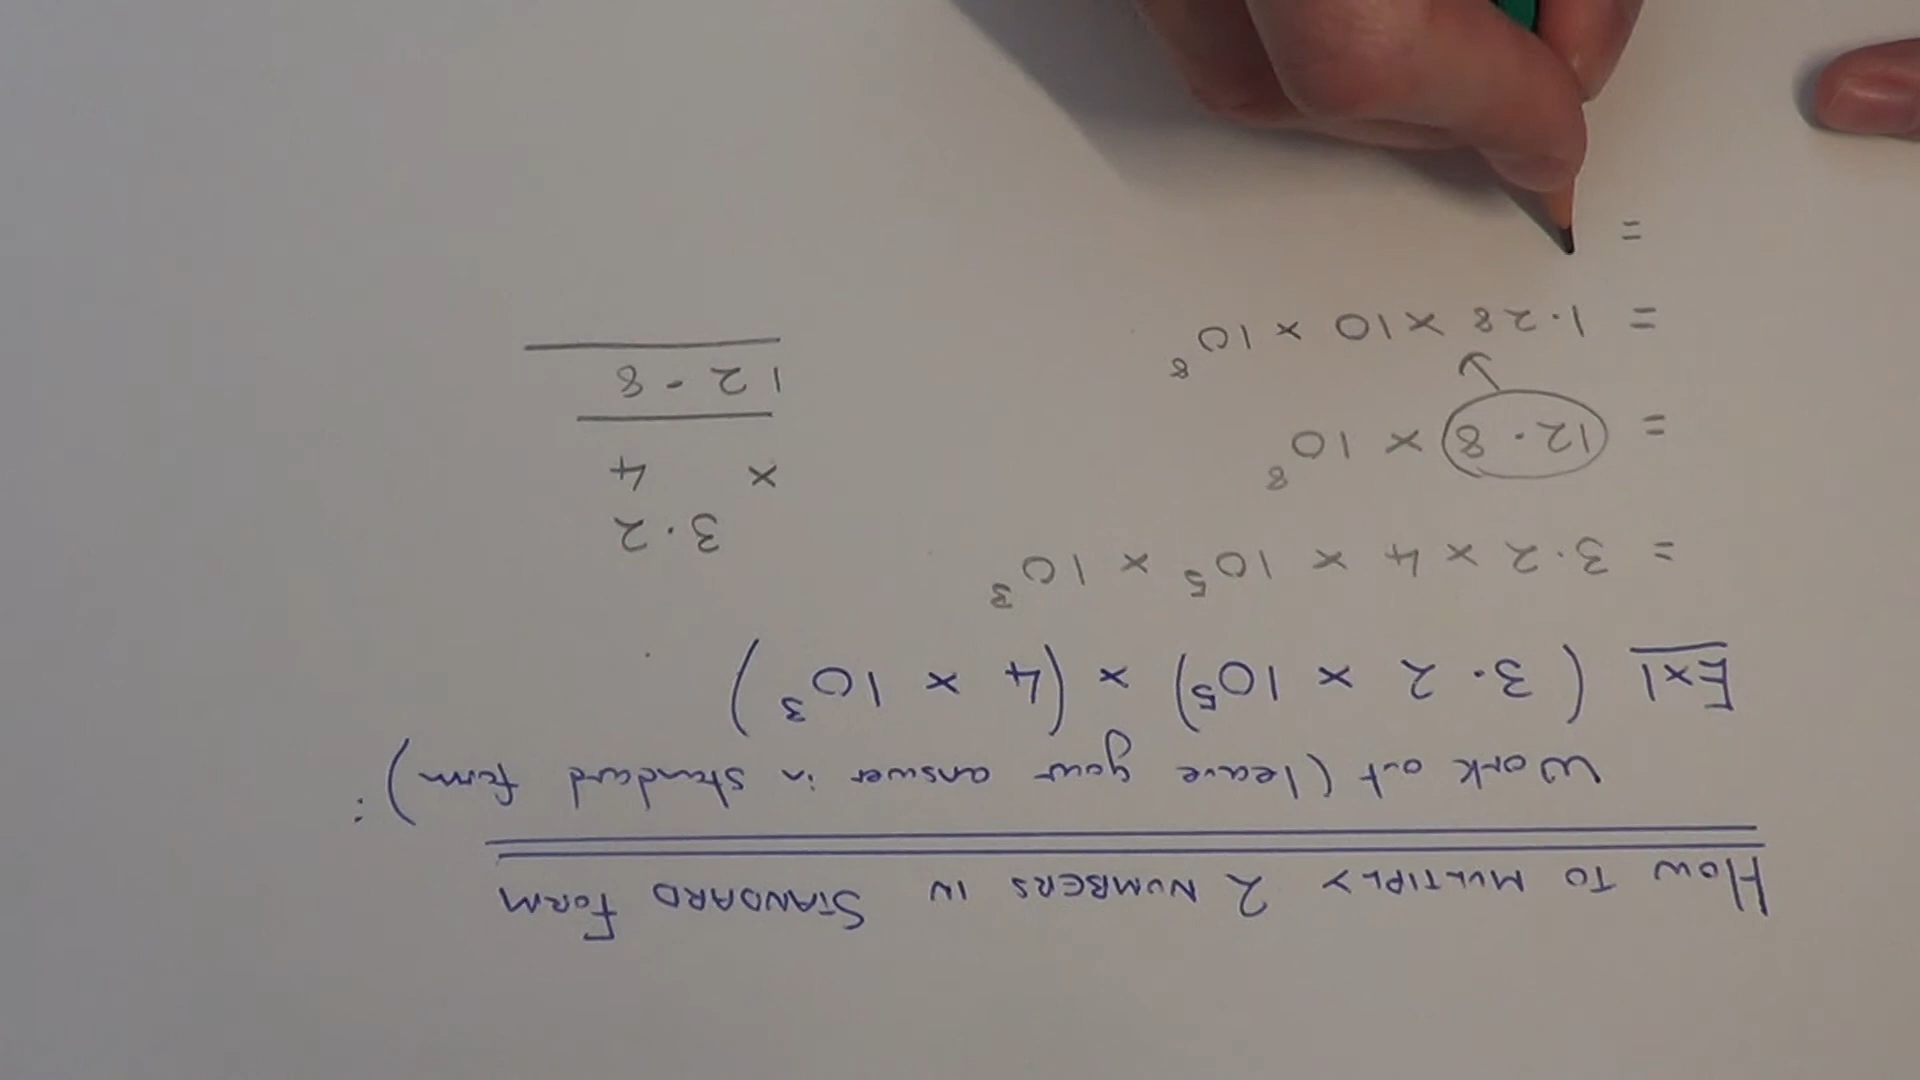 HOW TO MULTIPLY 2 NUMBERS IN STANDARD FORM
Work out (leave your answer in standard form):
Ex1 (3.2 × 10⁵) × (4 × 10³)
= 3.2 × 4 × 10⁵ × 10³
= 12.8 × 10⁸
= 1.28 × 10 × 10⁸
=
3.2
× 4
12.8